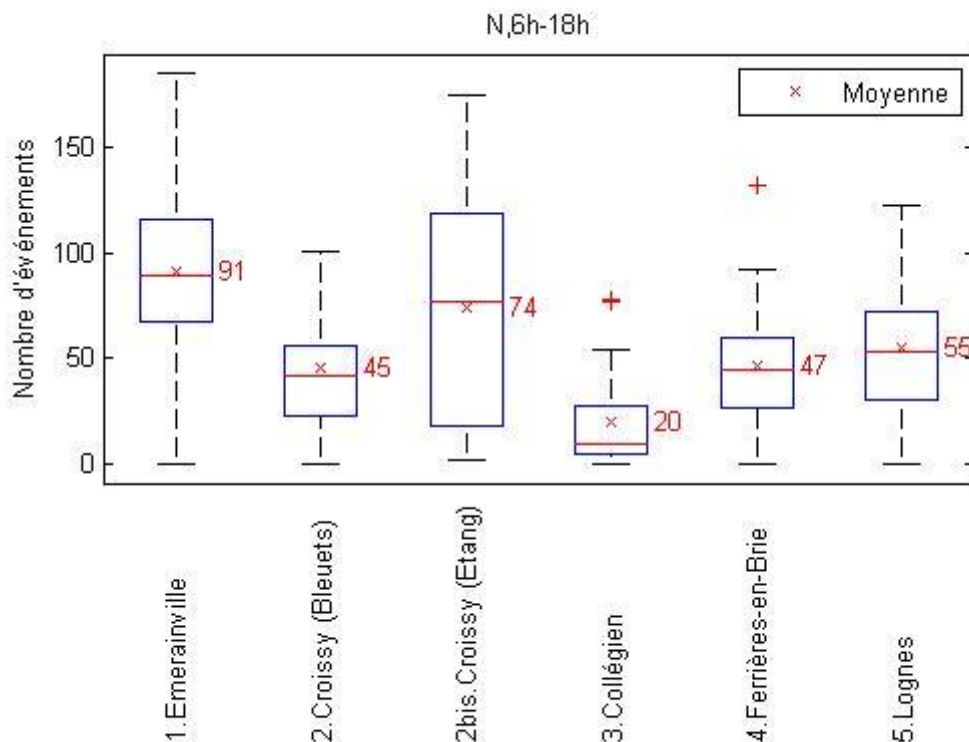 N,6h-18h
Moyenne
Nombre d'événements
150
100
50
0
91
45
74
20
47
55
1.Emerainville
2.Croissy (Bleuets)
2bis.Croissy (Etang)
3.Collégien
4.Ferrières-en-Brie
5.Lognes